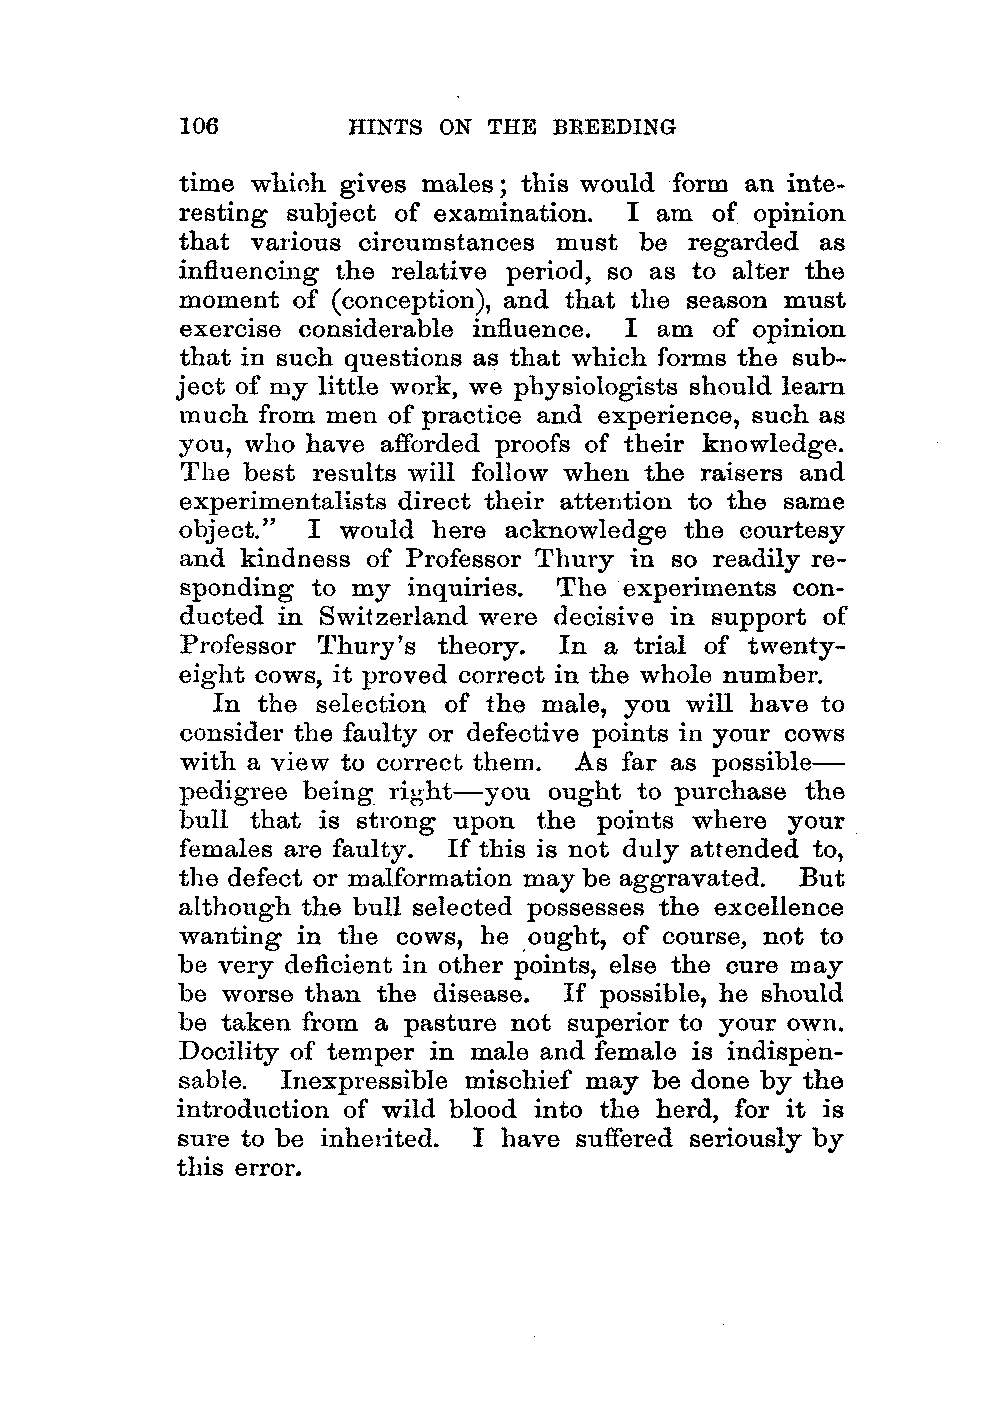 106 HINTS ON THE BREEDING
time which gives males; this would form an inte-
resting subject of examination. I am of opinion
that various circumstances must be regarded as
influencing the relative period, so as to alter the
moment of (conception), and that the season must
exercise considerable influence. I am of opinion
that in such questions as that which forms the sub-
ject of my little work, we physiologists should learn
much from men of practice and experience, such as
you, who have afforded proofs of their knowledge.
The best results will follow when the raisers and
experimentalists direct their attention to the same
object.” I would here acknowledge the courtesy
and kindness of Professor Thury in so readily re-
sponding to my inquiries. The experiments con-
ducted in Switzerland were decisive in support of
Professor Thury's theory. In a trial of twenty-
eight cows, it proved correct in the whole number.
In the selection of the male, you will have to
consider the faulty or defective points in your cows
with a view to correct them. As far as possible—
pedigree being right—you ought to purchase the
bull that is strong upon the points where your
females are faulty. If this is not duly attended to,
the defect or malformation may be aggravated. But
although the bull selected possesses the excellence
wanting in the cows, he ought, of course, not to
be very deficient in other points, else the cure may
be worse than the disease. If possible, he should
be taken from a pasture not superior to your own.
Docility of temper in male and female is indispen-
sable. Inexpressible mischief may be done by the
introduction of wild blood into the herd, for it is
sure to be inherited. I have suffered seriously by
this error.